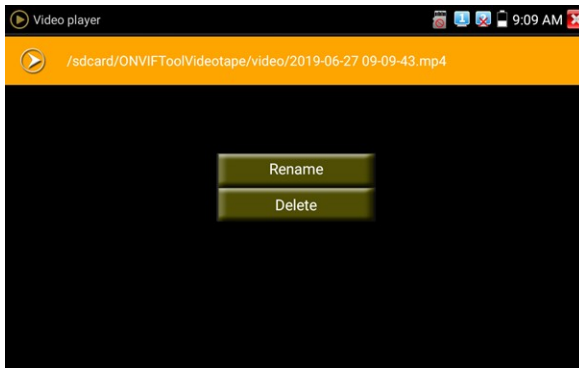 Video player
9:09 AM
/sdcard/ONVIFToolVideotape/video/2019-06-27 09-09-43.mp4
Rename
Delete